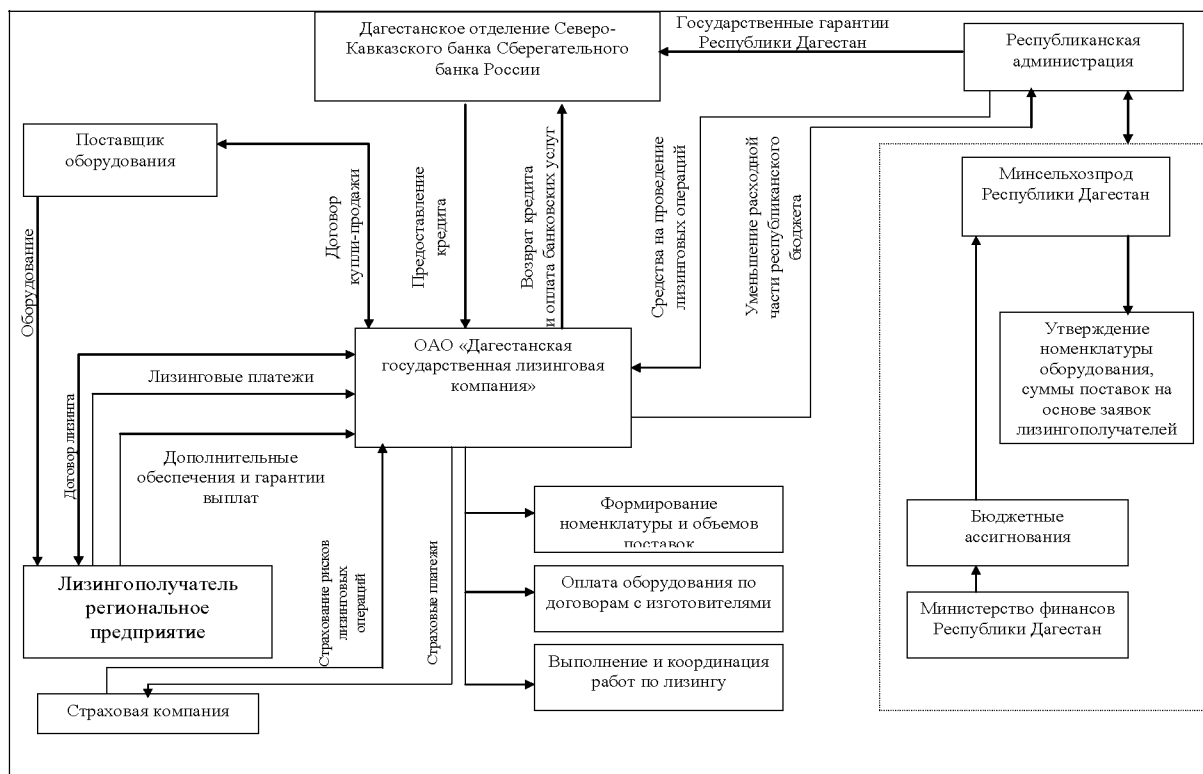 Дагестанское отделение Северо-
Кавказского банка Сберегательного
банка России
Государственные гарантии
Республики Дагестан
Республиканская
администрация
Поставщик
оборудования
Минсельхозпрод
Республики Дагестан
Оборудование
Договор
купли-продажи
Предоставление
кредита
Возврат кредита
и оплата банковских услуг
Средства на проведение
лизинговых операций
Уменьшение расходной
части республиканского
бюджета
ОАО «Дагестанская
государственная лизинговая
компания»
Утверждение
номенклатуры
оборудования,
суммы поставок на
основе заявок
лизингополучателей
Лизинговые платежи
Договор лизинга
Дополнительные
обеспечения и гарантии
выплат
Формирование
номенклатуры и объемов
поставок
Бюджетные
ассигнования
Лизингополучатель
региональное
предприятие
Страхование рисков
лизинговых
операций
Страховые платежи
Оплата оборудования по
договорам с изготовителями
Министерство финансов
Республики Дагестан
Выполнение и координация
работ по лизингу
Страховая компания